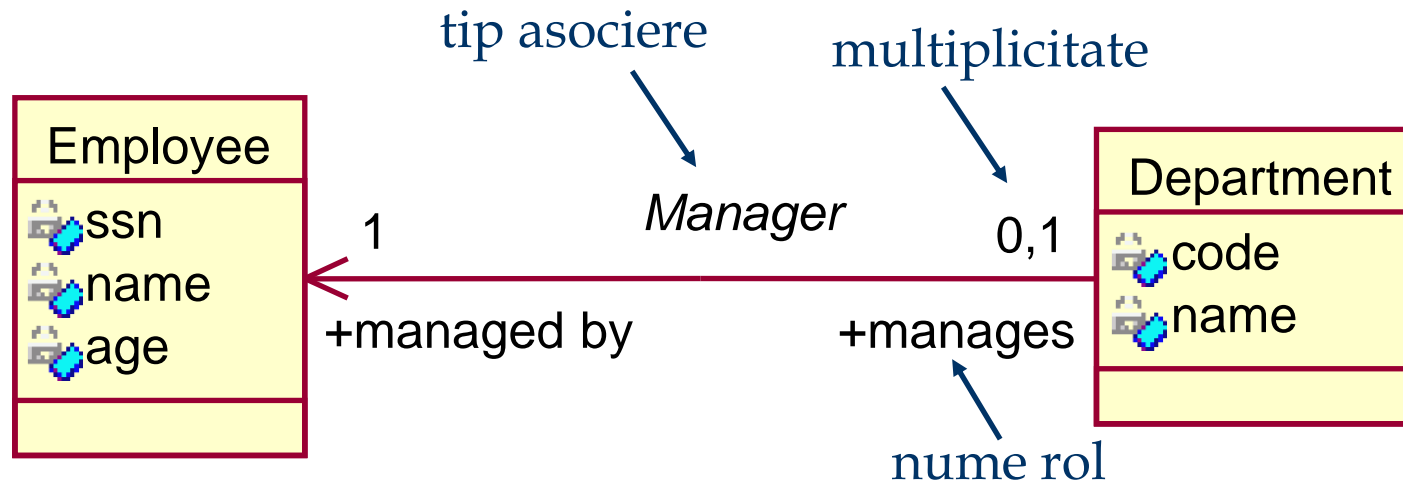 tip asociere
multiplicitate
Employee
ssn
name
age
1
Manager
0,1
+managed by
+manages
Department
code
name
nume rol